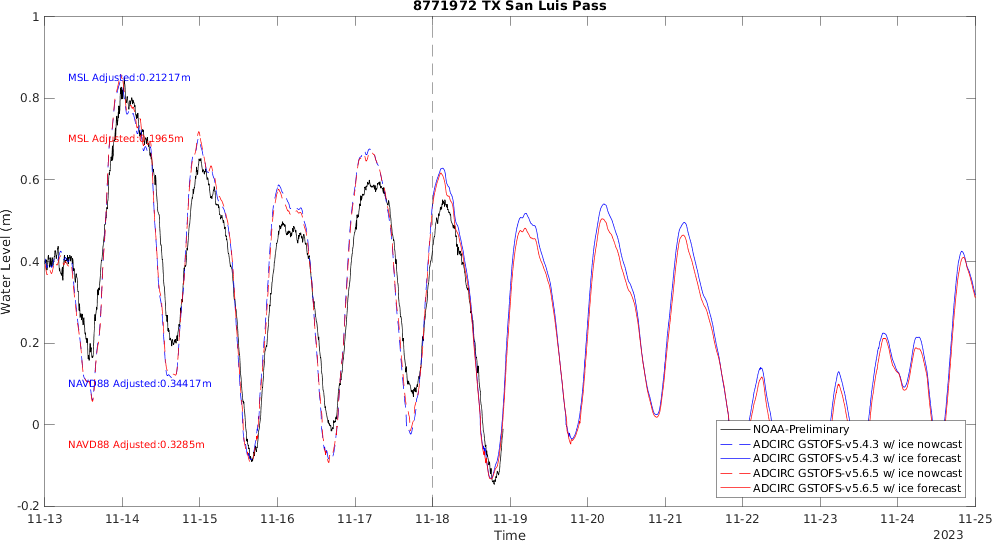 8771972 TX San Luis Pass
1
0.8
0.6
0.4
0.2
0
-0.2
Water Level (m)
MSL Adjusted:0.21217m
MSL Adjusted:0.1965m
NAVD88 Adjusted:0.34417m
NAVD88 Adjusted:0.3285m
NOAA-Preliminary
ADCIRC GSTOFS-v5.4.3 w/ ice nowcast
ADCIRC GSTOFS-v5.4.3 w/ ice forecast
ADCIRC GSTOFS-v5.6.5 w/ ice nowcast
ADCIRC GSTOFS-v5.6.5 w/ ice forecast
11-13 11-14 11-15 11-16 11-17 11-18 11-19 11-20 11-21 11-22 11-23 11-24 11-25
Time
2023